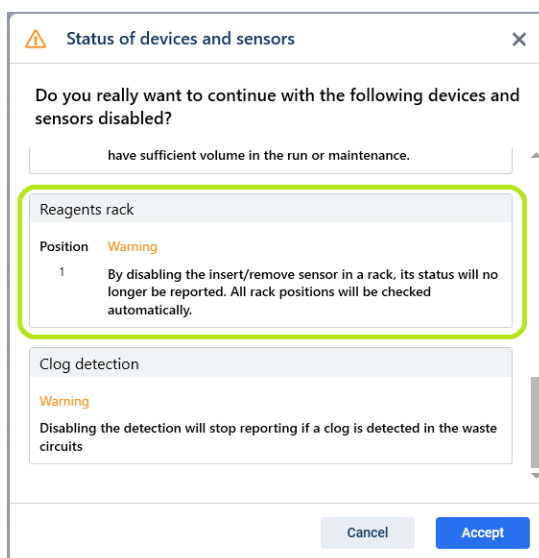 Status of devices and sensors
Do you really want to continue with the following devices and
sensors disabled?
have sufficient volume in the run or maintenance.
Reagents rack
Position Warning
1
By disabling the insert/remove sensor in a rack, its status will no
longer be reported. All rack positions will be checked
automatically.
Clog detection
Warning
Disabling the detection will stop reporting if a clog is detected in the waste
circuits
Cancel Accept